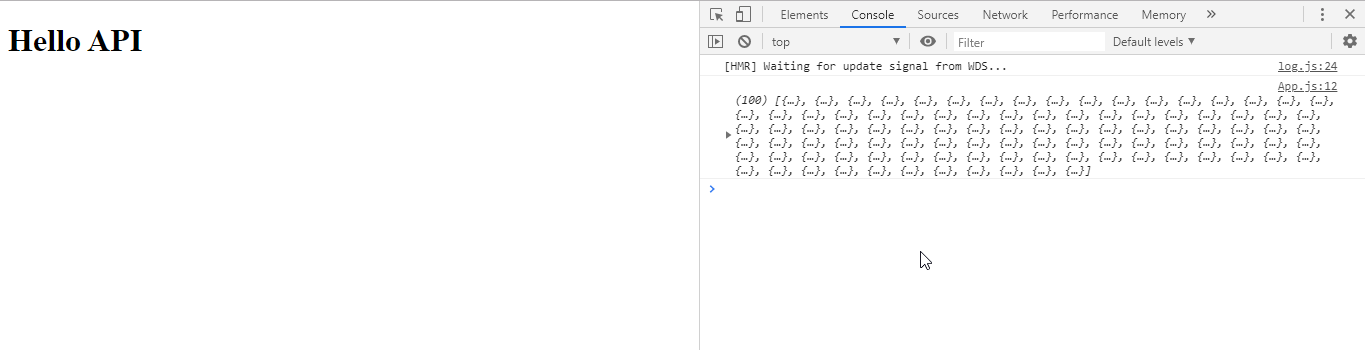 Elements Console Sources Network Performance Memory »
top Filter Default levels
[HMR] Waiting for update signal from WDS... log.js:24
App.js:12
(100) [{…}, {…}, {…}, {…}, {…}, {…}, {…}, {…}, {…}, {…}, {…}, {…}, {…}, {…}, {…}, {…}, {…},
{…}, {…}, {…}, {…}, {…}, {…}, {…}, {…}, {…}, {…}, {…}, {…}, {…}, {…}, {…}, {…}, {…}, {…},
{…}, {…}, {…}, {…}, {…}, {…}, {…}, {…}, {…}, {…}, {…}, {…}, {…}, {…}, {…}, {…}, {…}, {…},
{…}, {…}, {…}, {…}, {…}, {…}, {…}, {…}, {…}, {…}, {…}, {…}, {…}, {…}, {…}, {…}, {…}, {…},
{…}, {…}, {…}, {…}, {…}, {…}, {…}, {…}, {…}, {…}, {…}, {…}, {…}, {…}, {…}, {…}, {…}, {…},
{…}, {…}, {…}, {…}, {…}, {…}, {…}, {…}, {…}, {…}, {…}]
Hello API